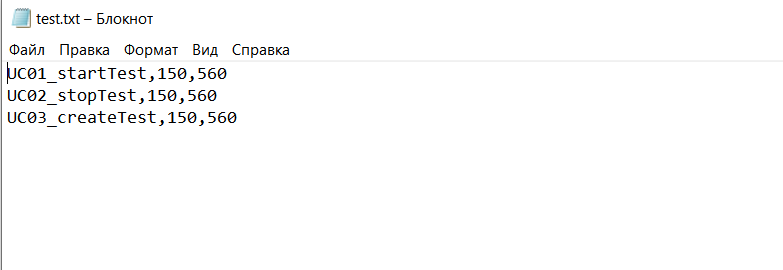 test.txt – Блокнот
Файл Правка Формат Вид Справка
UC01_startTest,150,560
UC02_stopTest,150,560
UC03_createTest,150,560